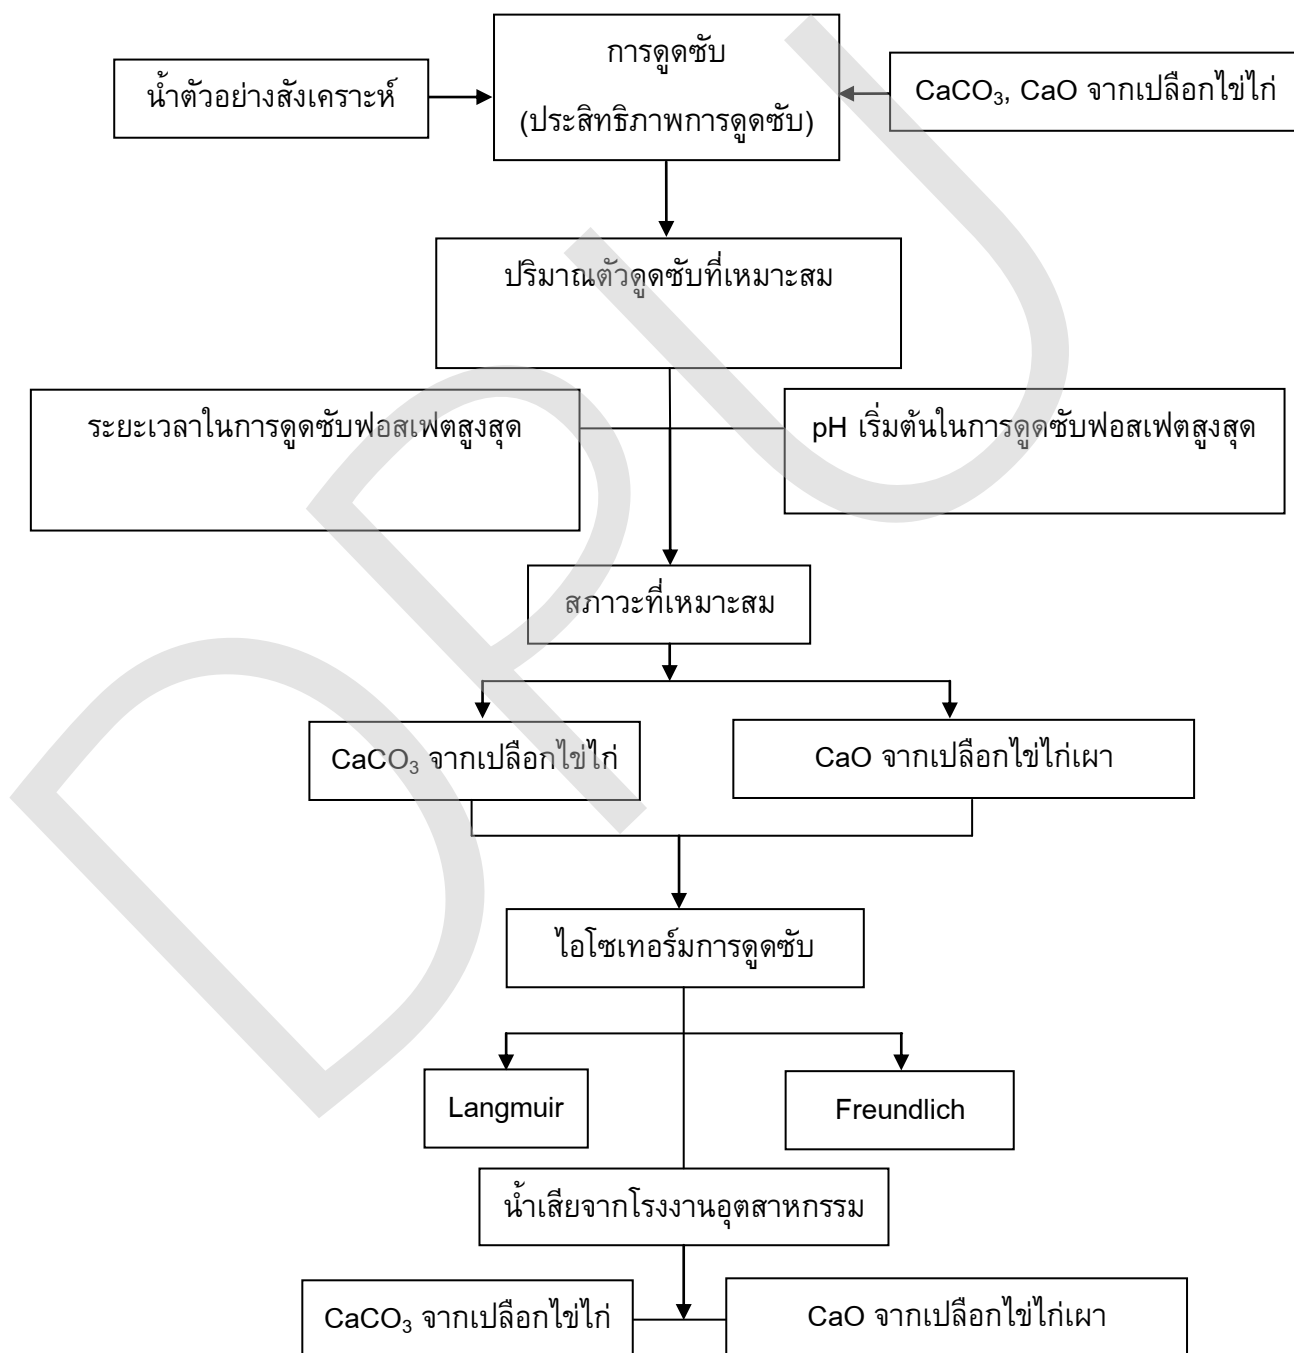 การดูดซับ
(ประสิทธิภาพการดูดซับ)
น้ำตัวอย่างสังเคราะห์
CaCO₃, CaO จากเปลือกไข่ไก่
ปริมาณตัวดูดซับที่เหมาะสม
ระยะเวลาในการดูดซับฟอสเฟตสูงสุด
pH เริ่มต้นในการดูดซับฟอสเฟตสูงสุด
สภาวะที่เหมาะสม
CaCO₃ จากเปลือกไข่ไก่
CaO จากเปลือกไข่ไก่เผา
ไอโซเทอร์มการดูดซับ
Langmuir
Freundlich
น้ำเสียจากโรงงานอุตสาหกรรม
CaCO₃ จากเปลือกไข่ไก่
CaO จากเปลือกไข่ไก่เผา
DPU